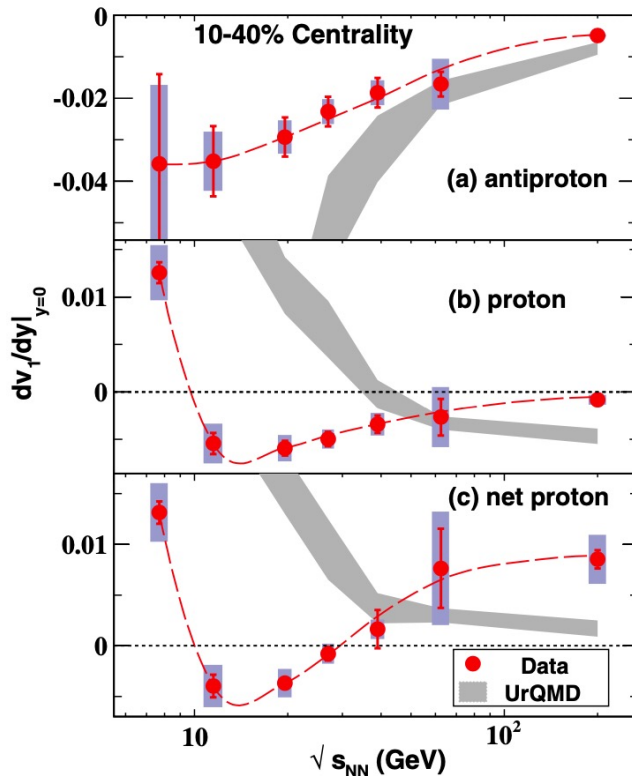 10-40% Centrality
0
-0.02
-0.04
(a) antiproton
0.01
(b) proton
0
dv₁/dy|y=0
(c) net proton
0.01
0
Data
UrQMD
10
10²
√ sNN (GeV)